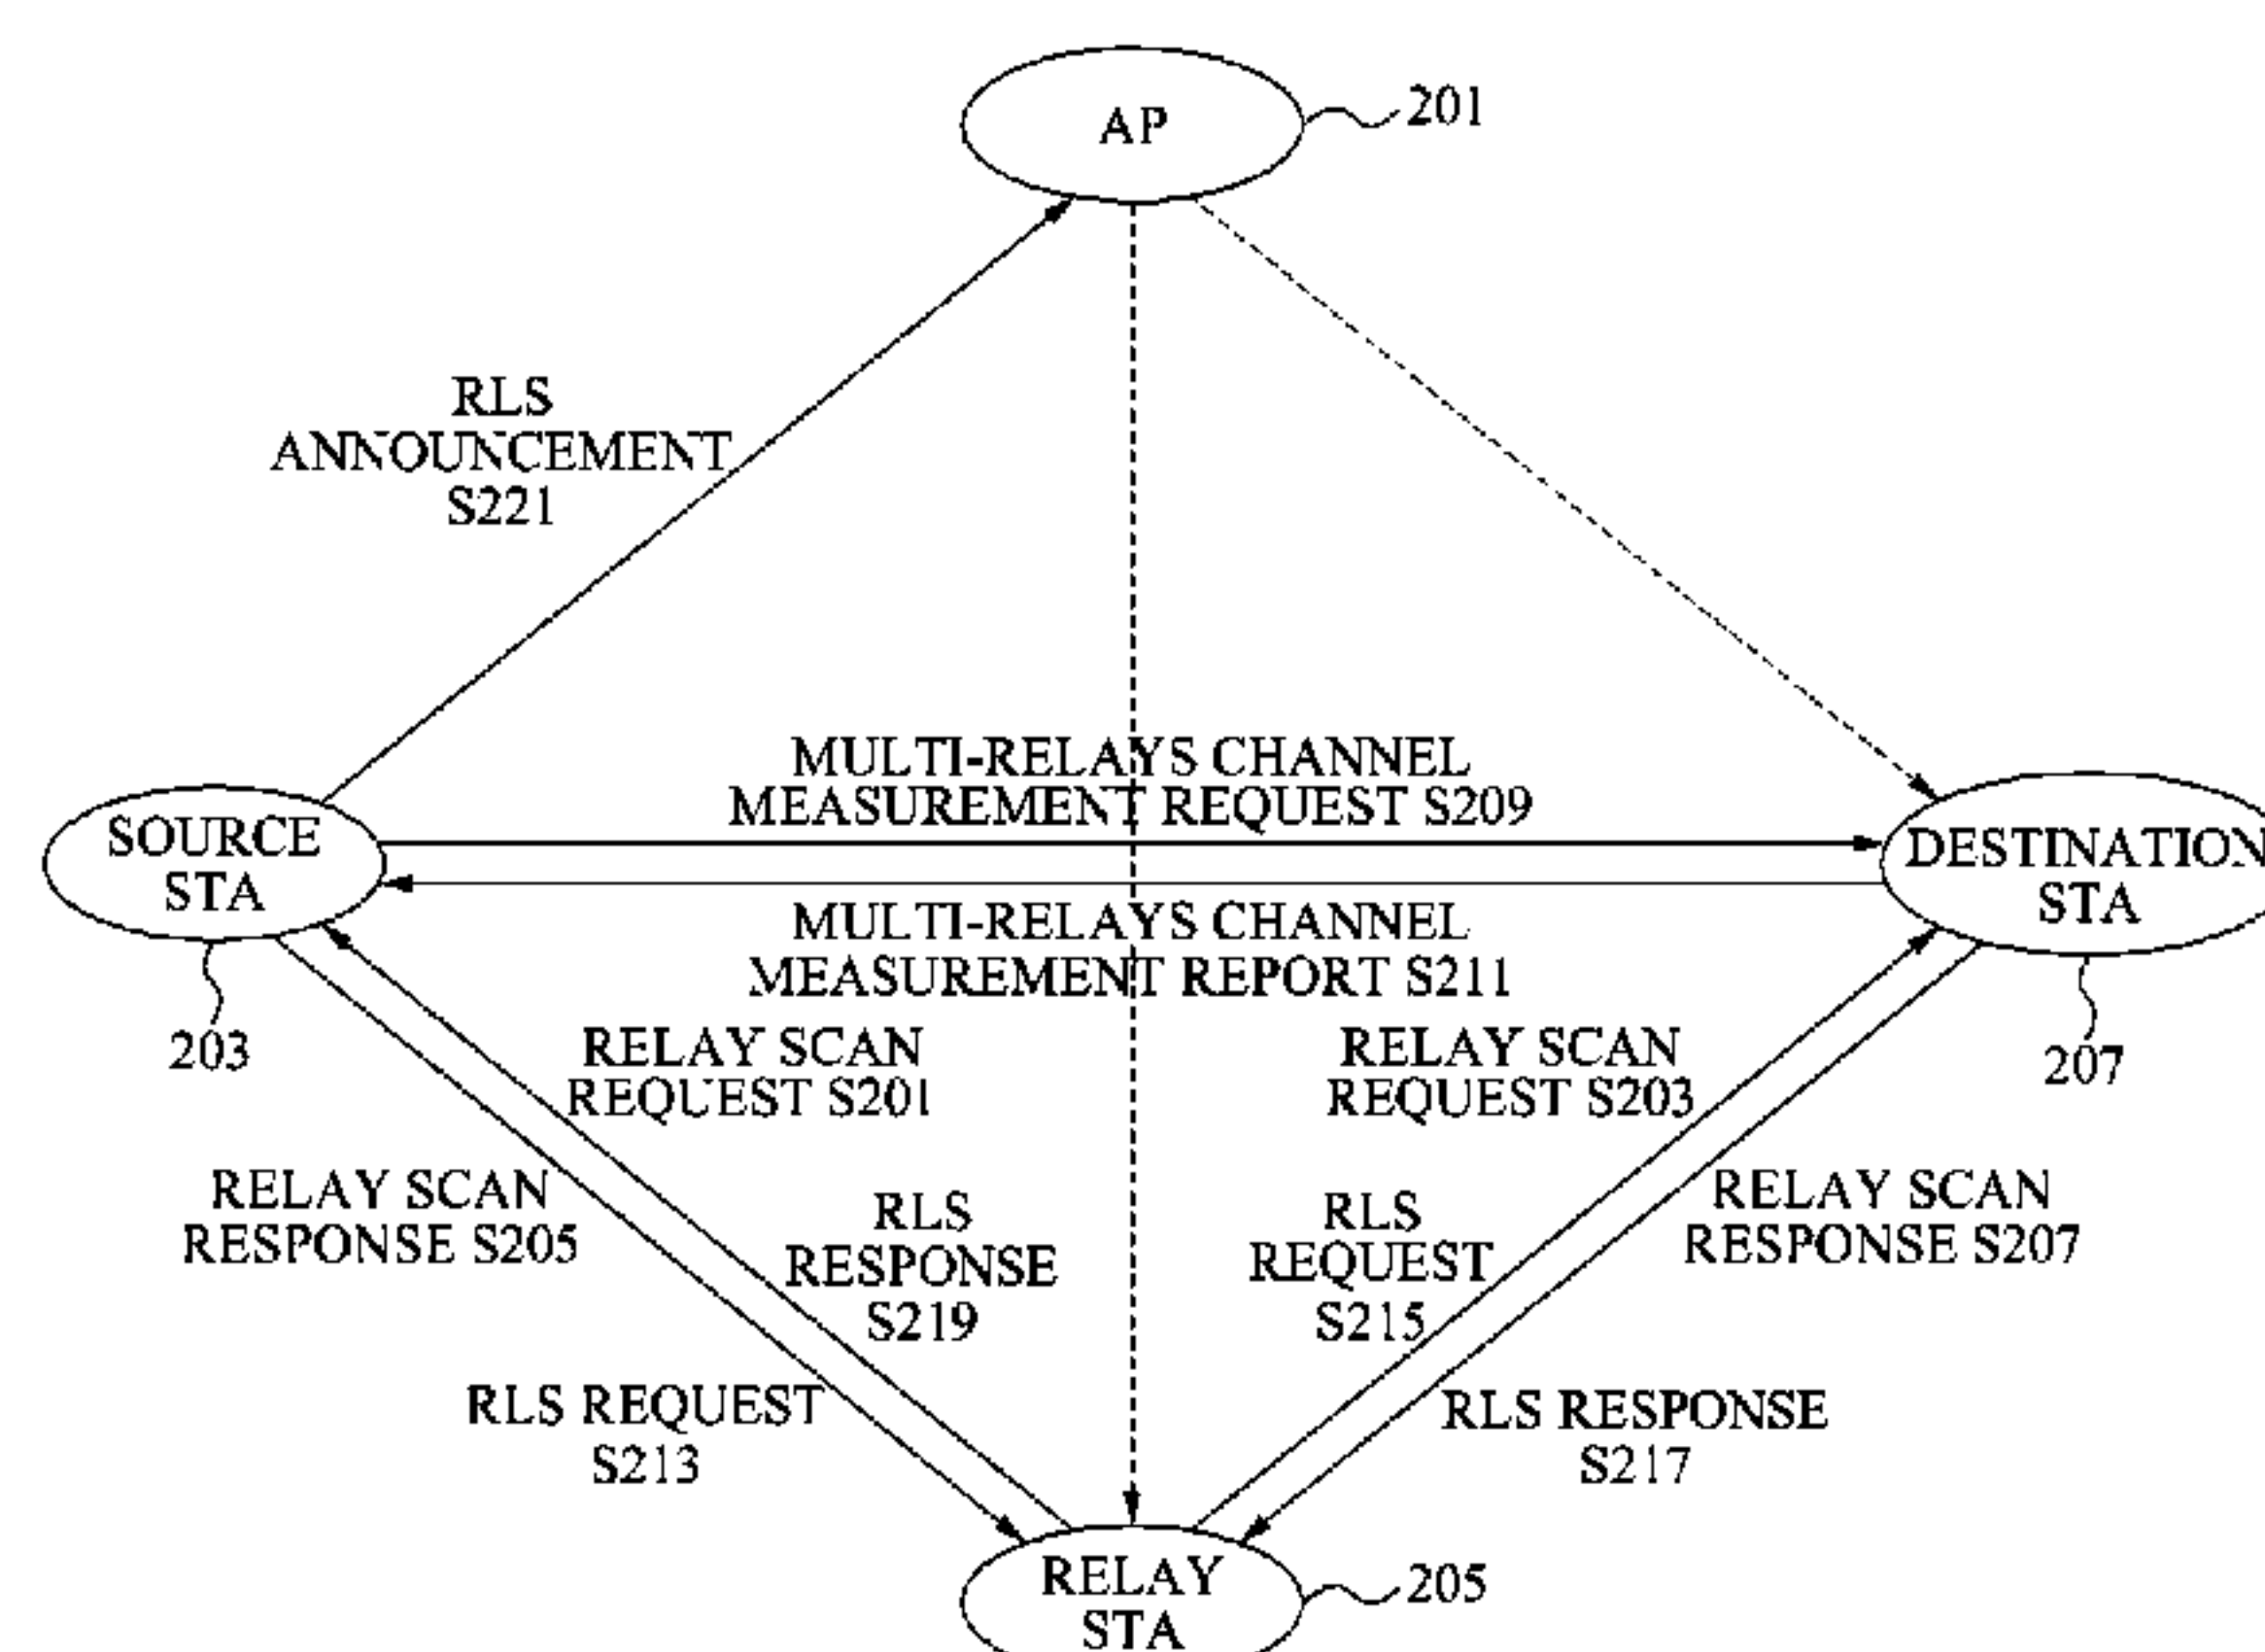 AP
201
RLS
ANNOUNCEMENT
S221
MULTI-RELAYS CHANNEL
MEASUREMENT REQUEST S209
SOURCE
STA
DESTINATION
STA
MULTI-RELAYS CHANNEL
MEASUREMENT REPORT S211
203
207
RELAY SCAN
REQUEST S201
RELAY SCAN
REQUEST S203
RELAY SCAN
RESPONSE S205
RLS
RESPONSE
S219
RLS
REQUEST
S215
RELAY SCAN
RESPONSE S207
RLS REQUEST
S213
RLS RESPONSE
S217
RELAY
STA
205